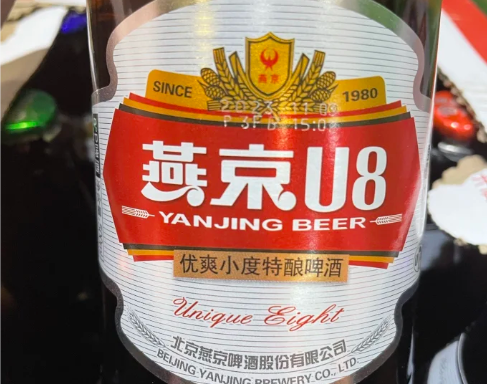 燕京
SINCE 1980
燕京U8
YANJING BEER
优爽小度特酿啤酒
Unique Eight
北京燕京啤酒股份有限公司
BEIJING YANJING BREWERY CO., LTD.